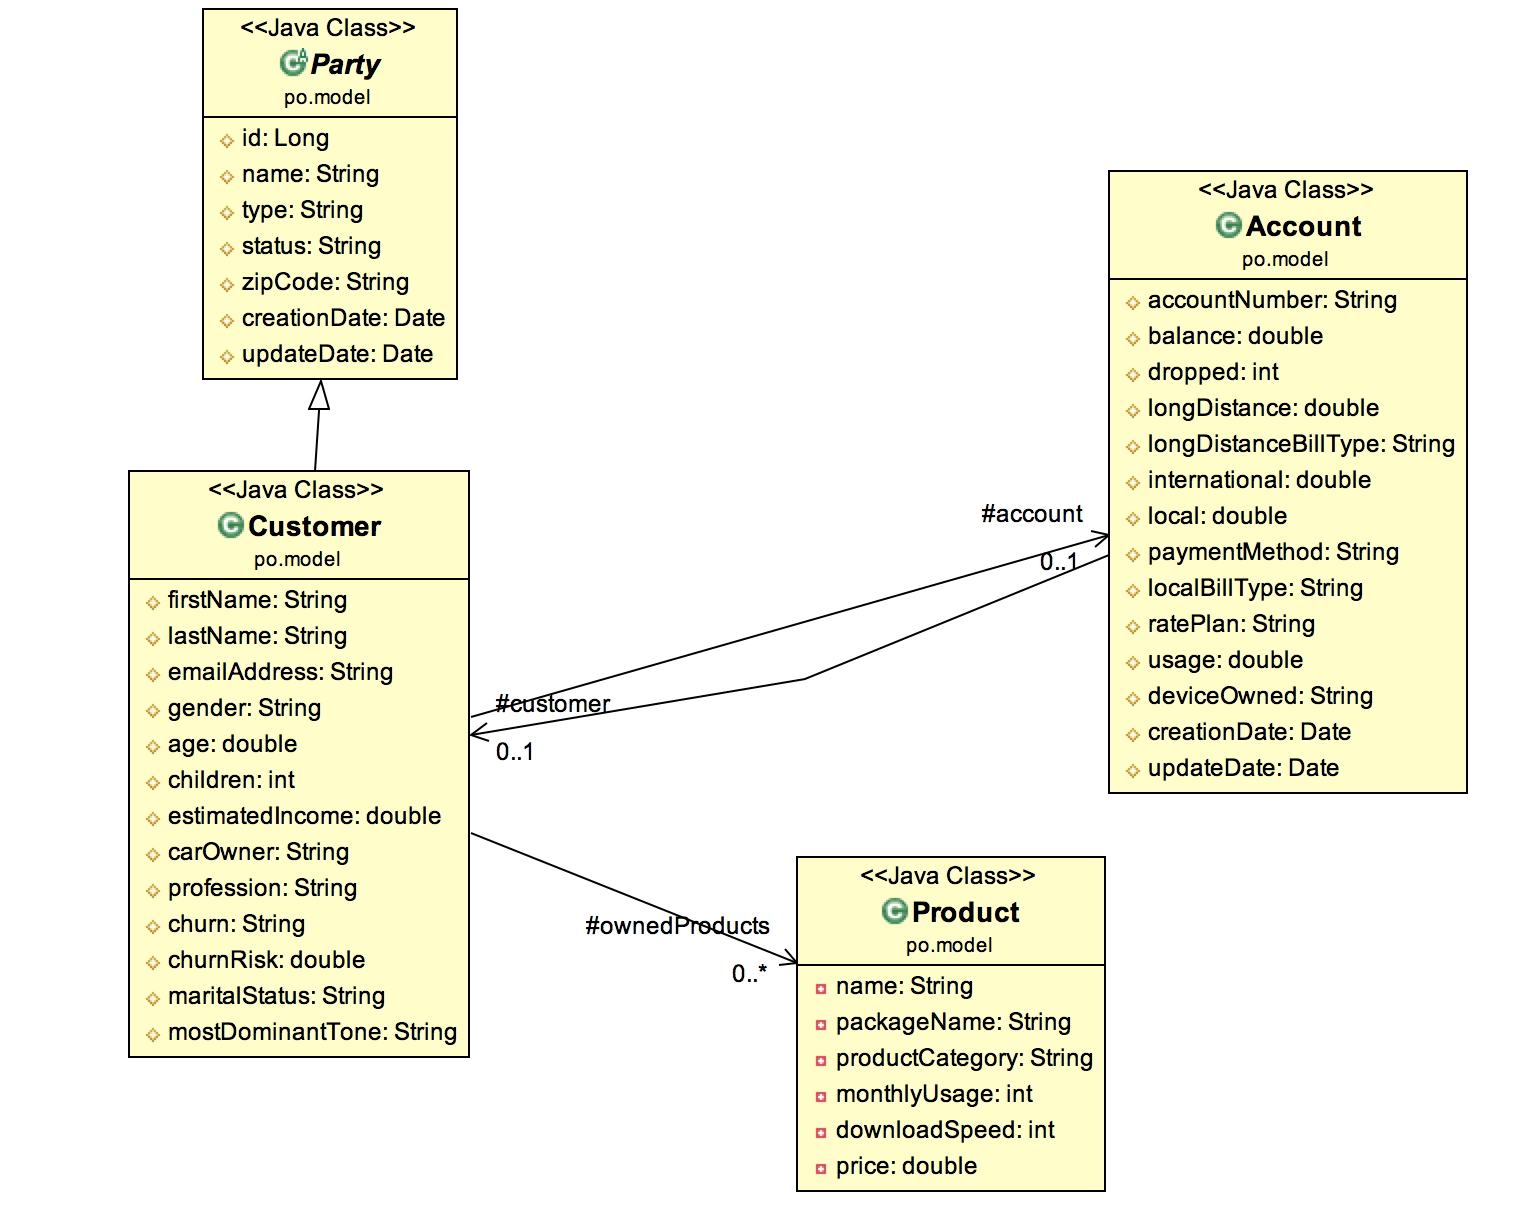 <<Java Class>>
Party
po.model
id: Long
name: String
type: String
status: String
zipCode: String
creationDate: Date
updateDate: Date
<<Java Class>>
Customer
po.model
firstName: String
lastName: String
emailAddress: String
gender: String
age: double
children: int
estimatedIncome: double
carOwner: String
profession: String
churn: String
churnRisk: double
maritalStatus: String
mostDominantTone: String
#account
0..1
#customer
0..1
#ownedProducts
0..*
<<Java Class>>
Account
po.model
accountNumber: String
balance: double
dropped: int
longDistance: double
longDistanceBillType: String
international: double
local: double
paymentMethod: String
localBillType: String
ratePlan: String
usage: double
deviceOwned: String
creationDate: Date
updateDate: Date
<<Java Class>>
Product
po.model
name: String
packageName: String
productCategory: String
monthlyUsage: int
downloadSpeed: int
price: double